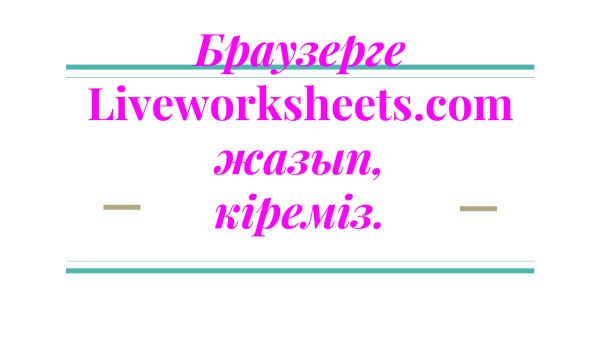 Браузерге
Liveworksheets.com
жазып,
кіреміз.